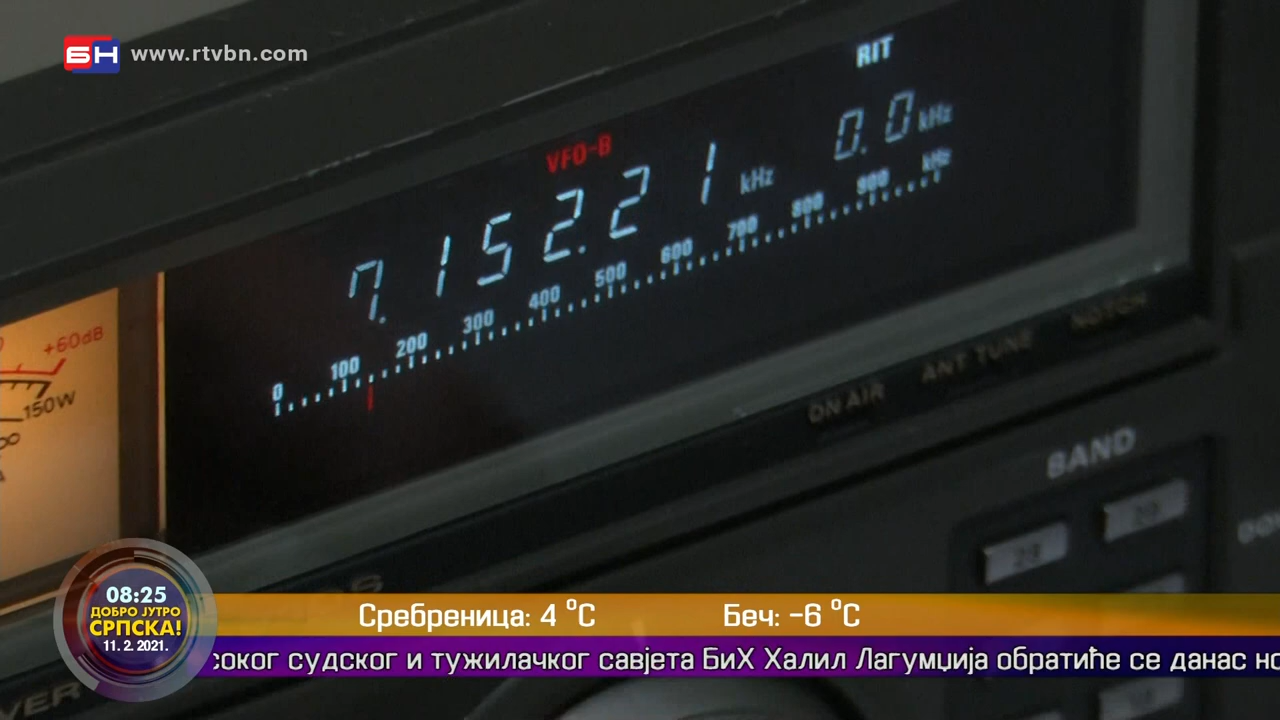 БН www.rtvbn.com
RIT
VFO-B
7.152.21 kHz 0.0 kHz
0 100 200 300 400 500 600 700 800 900 kHz
+60dB
150W
ON AIR ANT TUNE NOTCH
BAND
28
08:25
ДОБРО ЈУТРО
СРПСКА!
11. 2. 2021.
Сребреница: 4 °C Беч: -6 °C
соког судског и тужилачког савјета БиХ Халил Лагумџија обратиће се данас но